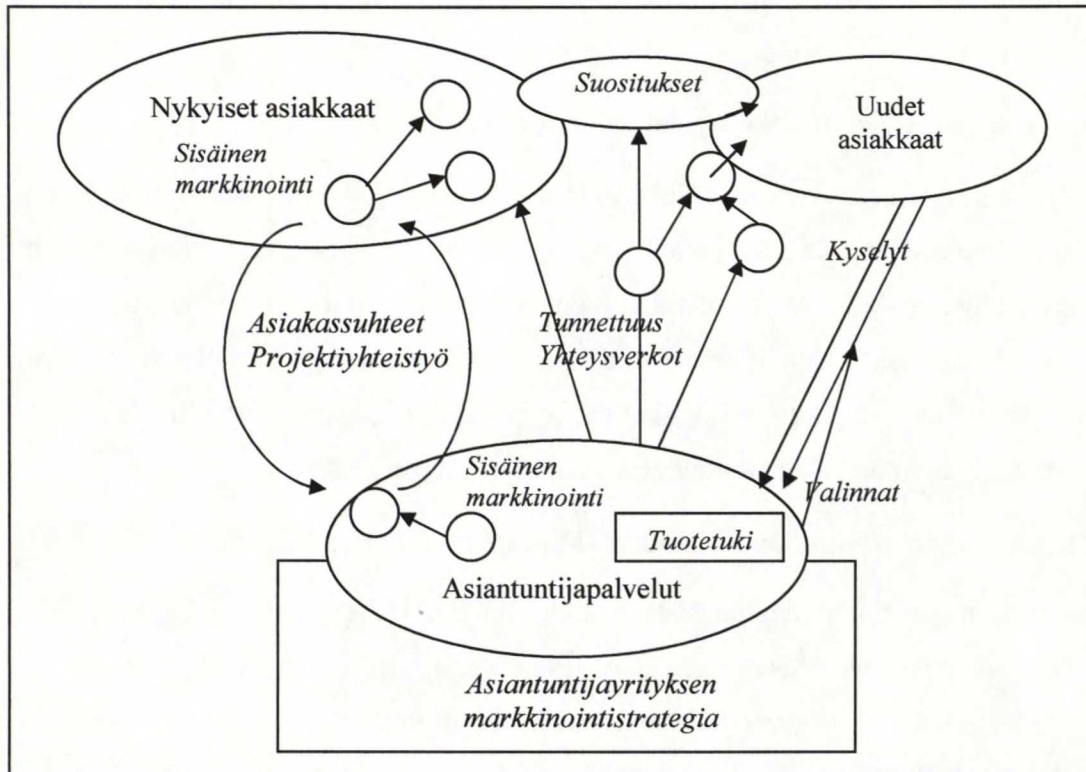 Suositukset
Nykyiset asiakkaat
Uudet
asiakkaat
Sisäinen
markkinointi
Kyselyt
Asiakassuhteet
Projektiyhteistyö
Tunnettuus
Yhteysverkot
Sisäinen
markkinointi
Valinnat
Tuotetuki
Asiantuntijapalvelut
Asiantuntijayrityksen
markkinointistrategia